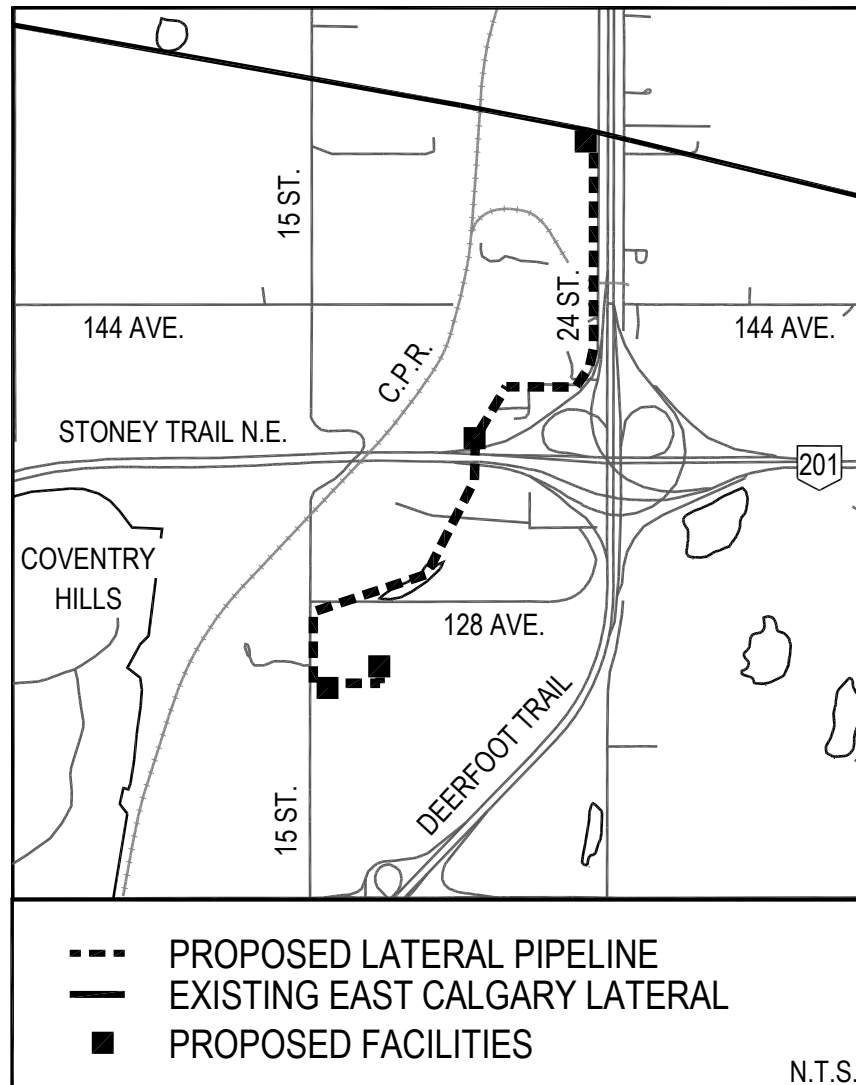 15 ST.
24 ST.
144 AVE.
144 AVE.
C.P.R.
STONEY TRAIL N.E.
201
COVENTRY
HILLS
128 AVE.
DEERFOOT TRAIL
15 ST.
PROPOSED LATERAL PIPELINE
EXISTING EAST CALGARY LATERAL
PROPOSED FACILITIES
N.T.S.